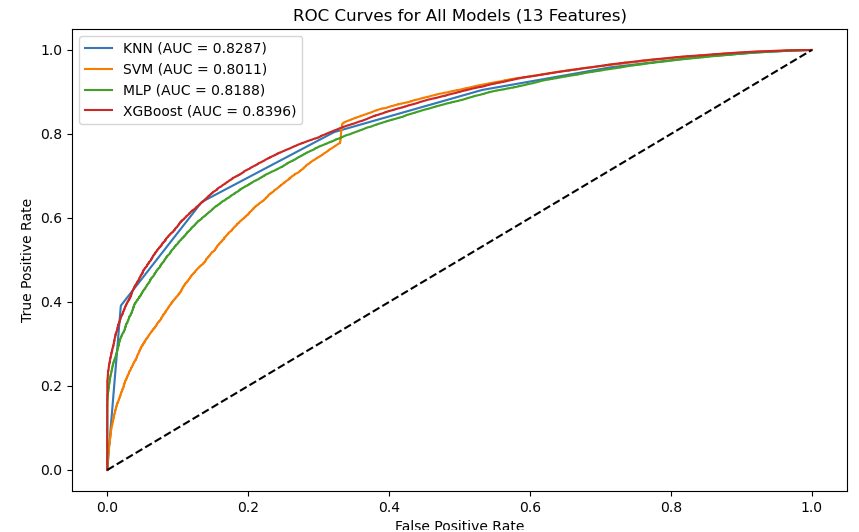 ROC Curves for All Models (13 Features)
KNN (AUC = 0.8287)
SVM (AUC = 0.8011)
MLP (AUC = 0.8188)
XGBoost (AUC = 0.8396)
True Positive Rate
1.0
0.8
0.6
0.4
0.2
0.0
0.0 0.2 0.4 0.6 0.8 1.0
False Positive Rate